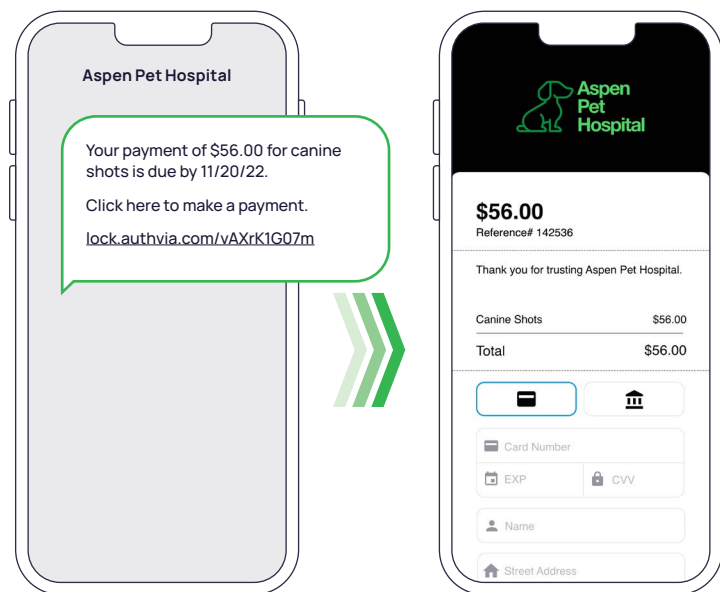 Aspen Pet Hospital
Your payment of $56.00 for canine
shots is due by 11/20/22.
Click here to make a payment.
lock.authvia.com/vAXrK1G07m
Aspen
Pet
Hospital
$56.00
Reference# 142536
Thank you for trusting Aspen Pet Hospital.
Canine Shots $56.00
Total $56.00
Card Number
EXP CVV
Name
Street Address